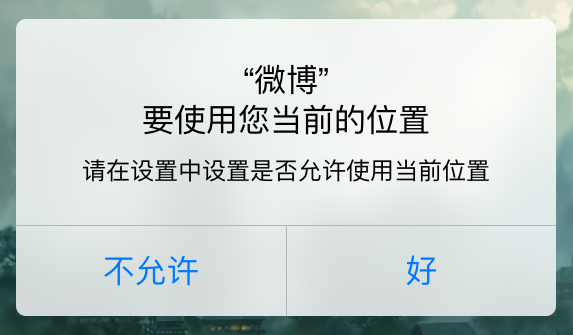 “微博”
要使用您当前的位置
请在设置中设置是否允许使用当前位置
不允许
好